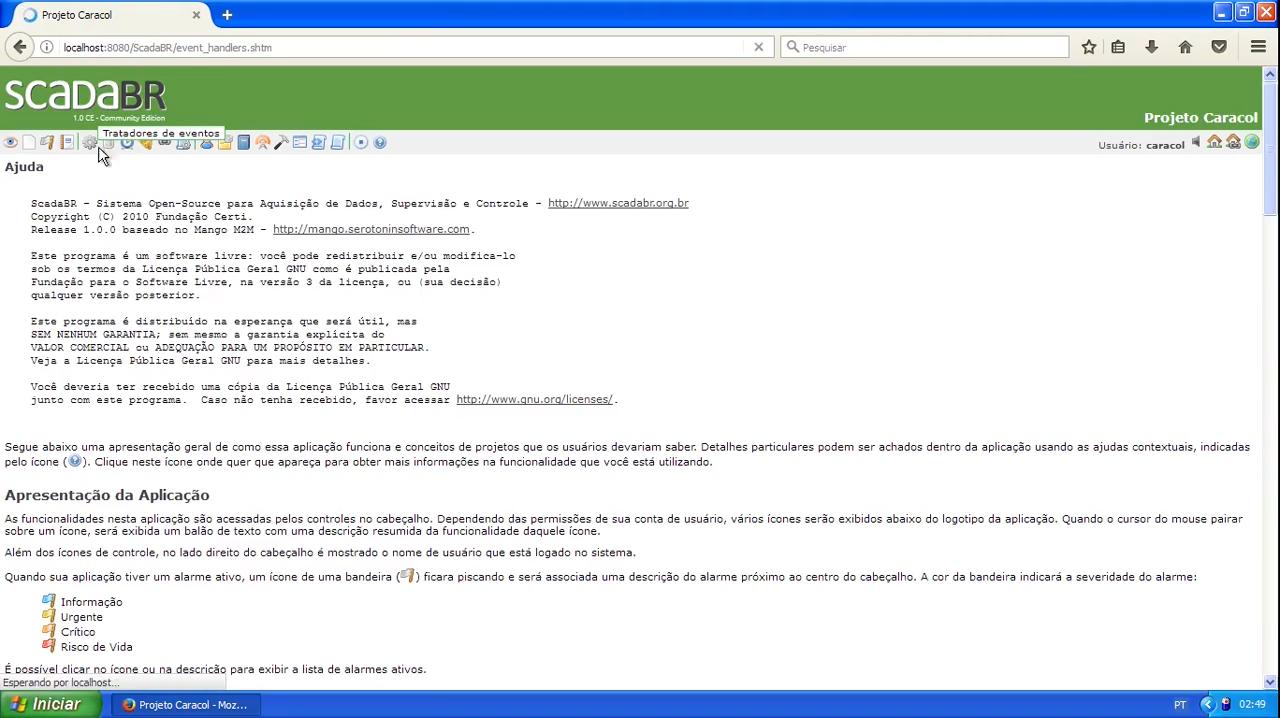 Projeto Caracol
localhost:8080/ScadaBR/event_handlers.shtm
Pesquisar
SCADABR
1.0 CE - Community Edition
Projeto Caracol
Tratadores de eventos
Usuário: caracol
Ajuda
ScadaBR - Sistema Open-Source para Aquisição de Dados, Supervisão e Controle - http://www.scadabr.org.br
Copyright (C) 2010 Fundação Certi.
Release 1.0.0 baseado no Mango M2M - http://mango.serotoninsoftware.com.
Este programa é um software livre: você pode redistribuir e/ou modifica-lo
sob os termos da Licença Pública Geral GNU como é publicada pela
Fundação para o Software Livre, na versão 3 da licença, ou (sua decisão)
qualquer versão posterior.
Este programa é distribuído na esperança que será útil, mas
SEM NENHUM GARANTIA; sem mesmo a garantia explícita do
VALOR COMERCIAL ou ADEQUAÇÃO PARA UM PROPÓSITO EM PARTICULAR.
Veja a Licença Pública Geral GNU para mais detalhes.
Você deveria ter recebido uma cópia da Licença Pública Geral GNU
junto com este programa. Caso não tenha recebido, favor acessar http://www.gnu.org/licenses/.
Segue abaixo uma apresentação geral de como essa aplicação funciona e conceitos de projetos que os usuários devariam saber. Detalhes particulares podem ser achados dentro da aplicação usando as ajudas contextuais, indicadas
pelo ícone ( ). Clique neste ícone onde quer que apareça para obter mais informações na funcionalidade que você está utilizando.
Apresentação da Aplicação
As funcionalidades nesta aplicação são acessadas pelos controles no cabeçalho. Dependendo das permissões de sua conta de usuário, vários ícones serão exibidos abaixo do logotipo da aplicação. Quando o cursor do mouse pairar
sobre um ícone, será exibida um balão de texto com uma descrição resumida da funcionalidade daquele ícone.
Além dos ícones de controle, no lado direito do cabeçalho é mostrado o nome de usuário que está logado no sistema.
Quando sua aplicação tiver um alarme ativo, um ícone de uma bandeira ( ) ficara piscando e será associada uma descrição do alarme próximo ao centro do cabeçalho. A cor da bandeira indicará a severidade do alarme:
Informação
Urgente
Crítico
Risco de Vida
É possível clicar no ícone ou na descrição para exibir a lista de alarmes ativos.
Esperando por localhost...
Iniciar
Projeto Caracol - Moz...
PT
02:49